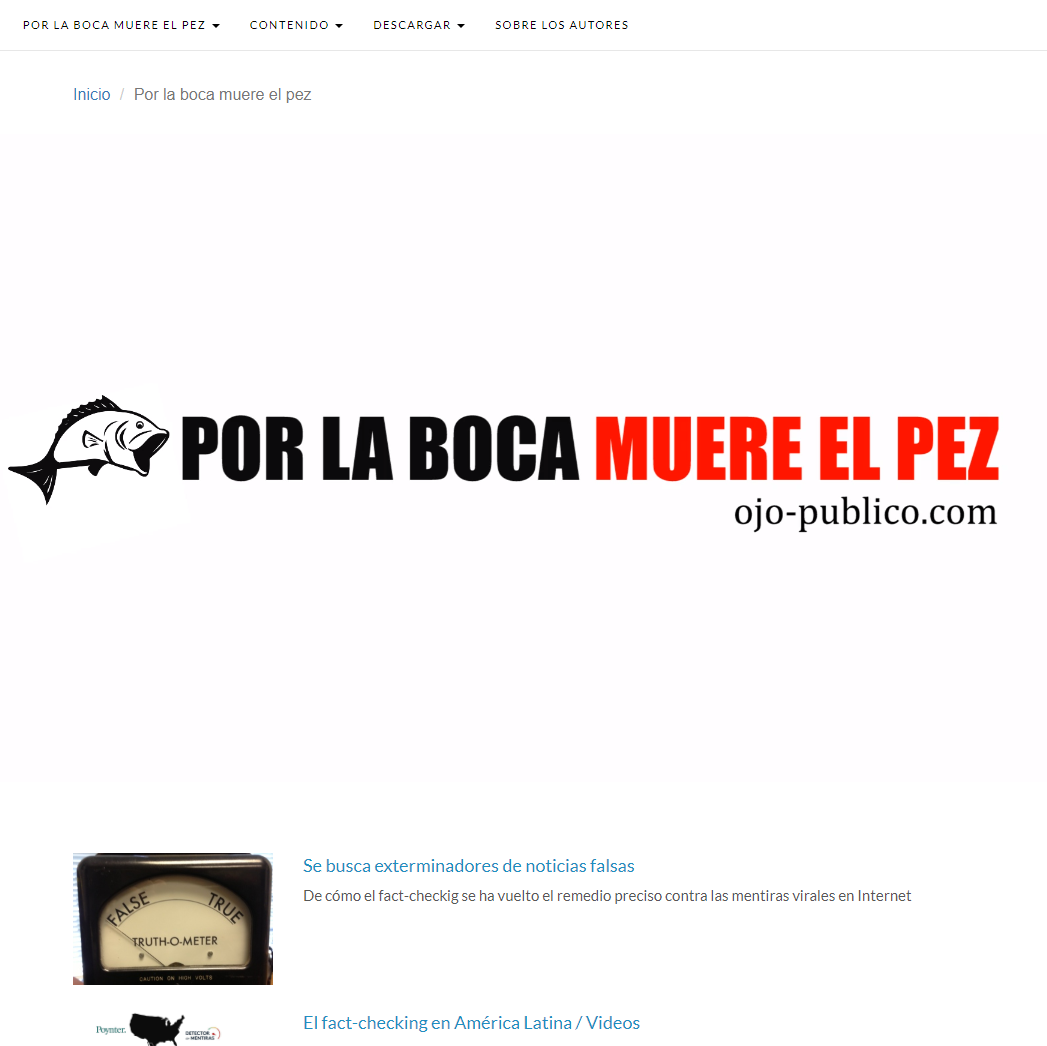 POR LA BOCA MUERE EL PEZ CONTENIDO DESCARGAR SOBRE LOS AUTORES
Inicio / Por la boca muere el pez
POR LA BOCA MUERE EL PEZ
ojo-publico.com
Se busca exterminadores de noticias falsas
De cómo el fact-checkig se ha vuelto el remedio preciso contra las mentiras virales en Internet
FALSE TRUE
TRUTH-O-METER
CAUTION ON HIGH VOLTS
El fact-checking en América Latina / Videos
Poynter.
DETECTOR
de MENTIRAS